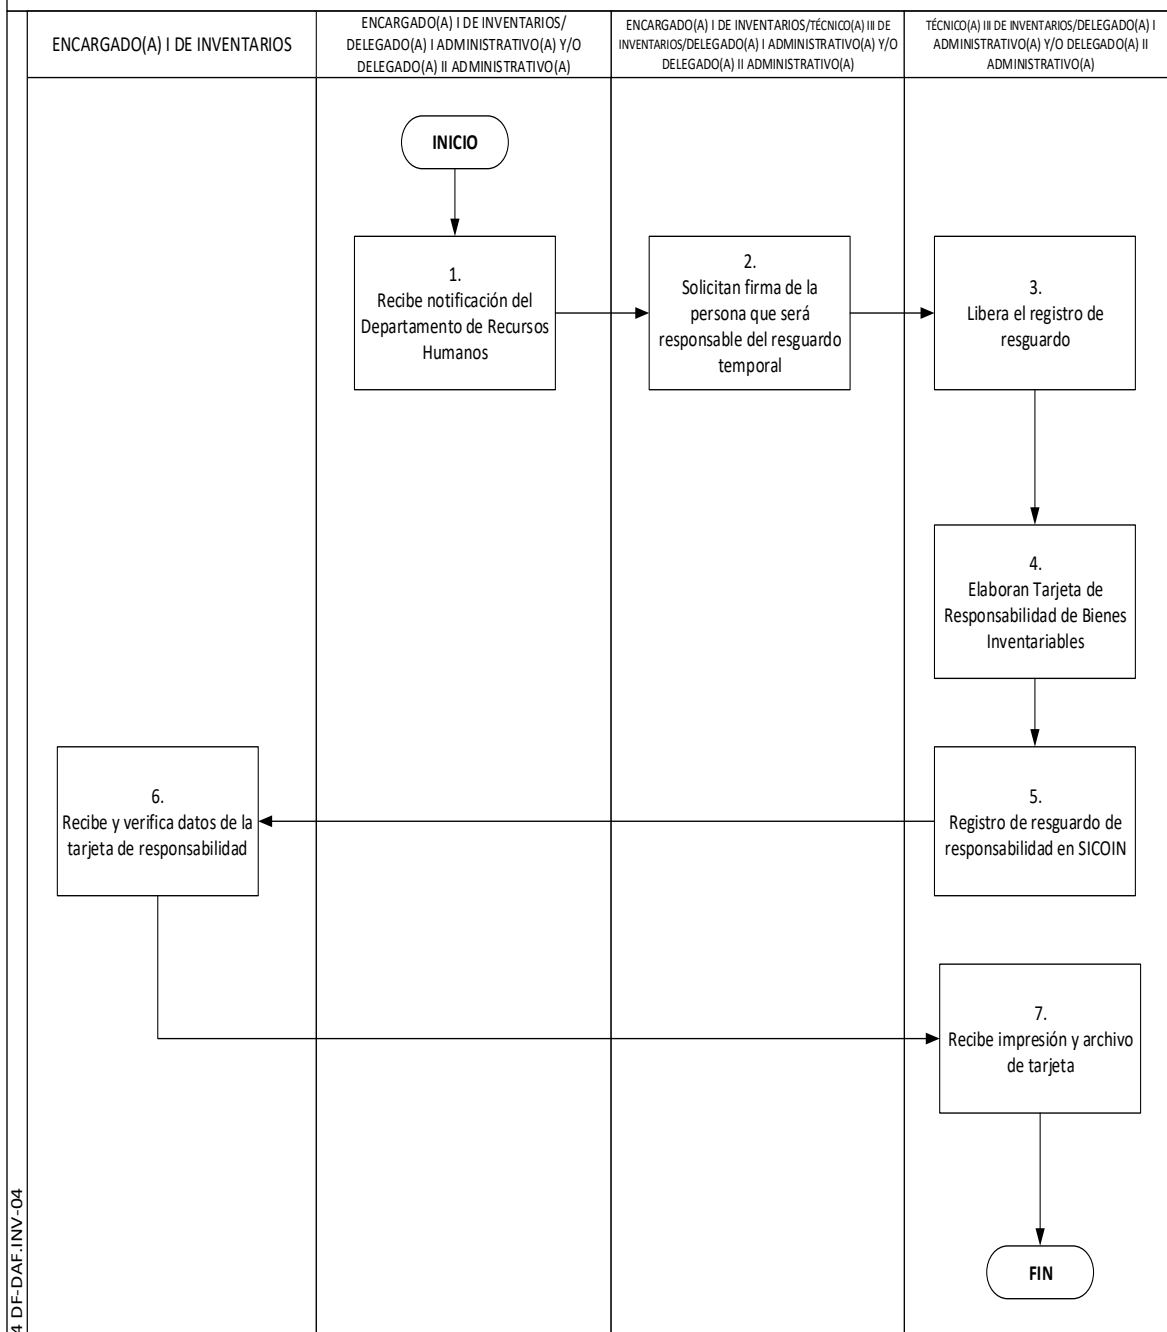 ENCARGADO(A) I DE INVENTARIOS
ENCARGADO(A) I DE INVENTARIOS/
DELEGADO(A) I ADMINISTRATIVO(A) Y/O
DELEGADO(A) II ADMINISTRATIVO(A)
ENCARGADO(A) I DE INVENTARIOS/TÉCNICO(A) III DE
INVENTARIOS/DELEGADO(A) I ADMINISTRATIVO(A) Y/O
DELEGADO(A) II ADMINISTRATIVO(A)
TÉCNICO(A) III DE INVENTARIOS/DELEGADO(A) I
ADMINISTRATIVO(A) Y/O DELEGADO(A) II
ADMINISTRATIVO(A)
INICIO
1.
Recibe notificación del
Departamento de Recursos
Humanos
2.
Solicitan firma de la
persona que será
responsable del resguardo
temporal
3.
Libera el registro de
resguardo
4.
Elaboran Tarjeta de
Responsabilidad de Bienes
Inventariables
5.
Registro de resguardo de
responsabilidad en SICOIN
6.
Recibe y verifica datos de la
tarjeta de responsabilidad
7.
Recibe impresión y archivo
de tarjeta
FIN
4 DF-DAF.INV-04